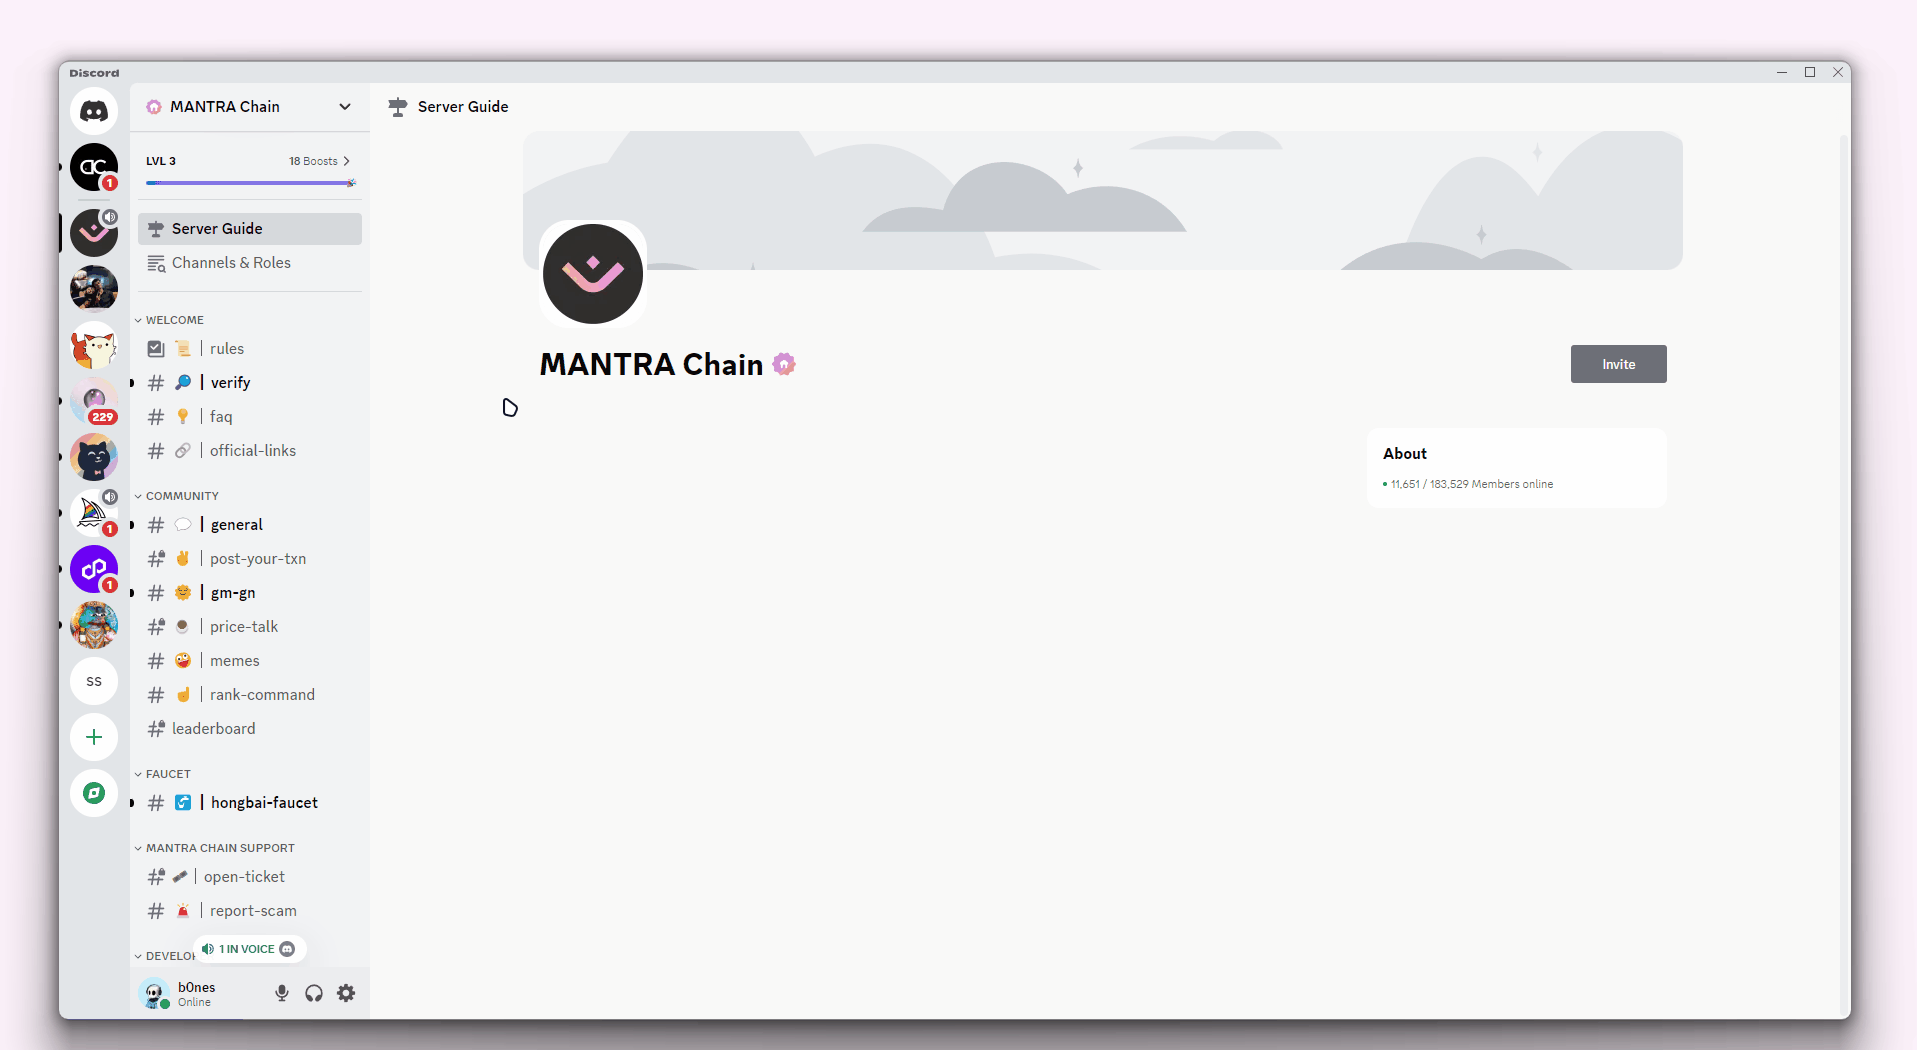 Discord
MANTRA Chain
LVL 3
18 Boosts
Server Guide
Channels & Roles
WELCOME
| rules
| verify
| faq
| official-links
COMMUNITY
| general
| post-your-txn
| gm-gn
| price-talk
| memes
| rank-command
leaderboard
FAUCET
| hongbai-faucet
MANTRA CHAIN SUPPORT
| open-ticket
| report-scam
DEVELO
1 IN VOICE
b0nes
Online
1
229
1
1
SS
Server Guide
MANTRA Chain
Invite
About
11,651 / 183,529 Members online